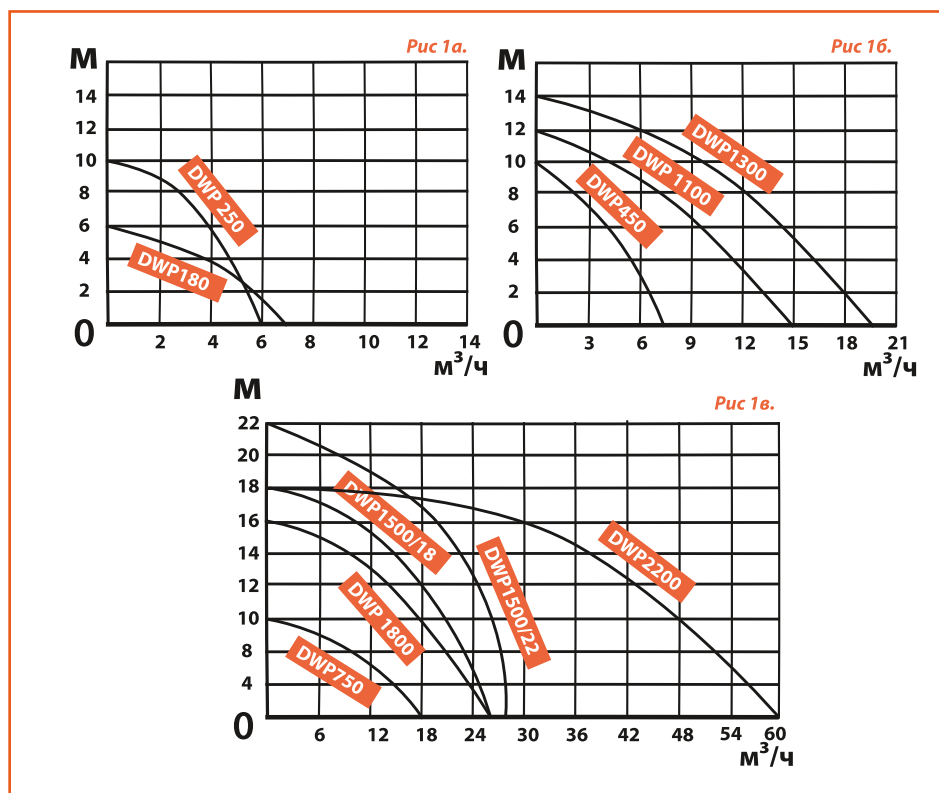 Рис 1а.
М
14
12
10
8
6
4
2
0
DWP 250
DWP180
2 4 6 8 10 12 14
м³/ч
Рис 1б.
М
14
12
10
8
6
4
2
0
DWP1300
DWP 1100
DWP450
3 6 9 12 15 18 21
м³/ч
Рис 1в.
М
22
20
18
16
14
12
10
8
4
0
DWP1500/18
DWP2200
DWP1500/22
DWP 1800
DWP750
6 12 18 24 30 36 42 48 54 60
м³/ч